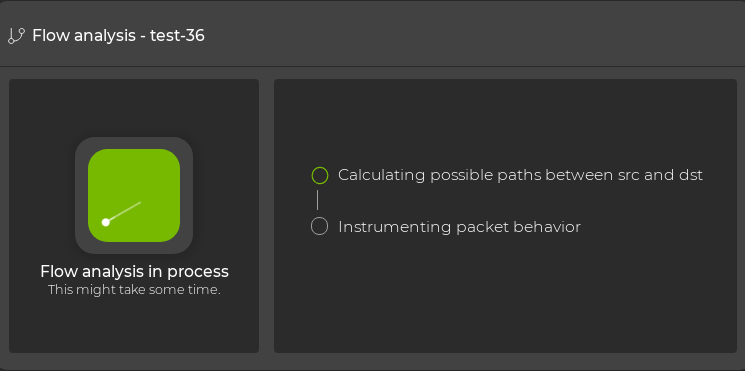 Flow analysis - test-36
Flow analysis in process
This might take some time.
Calculating possible paths between src and dst
Instrumenting packet behavior